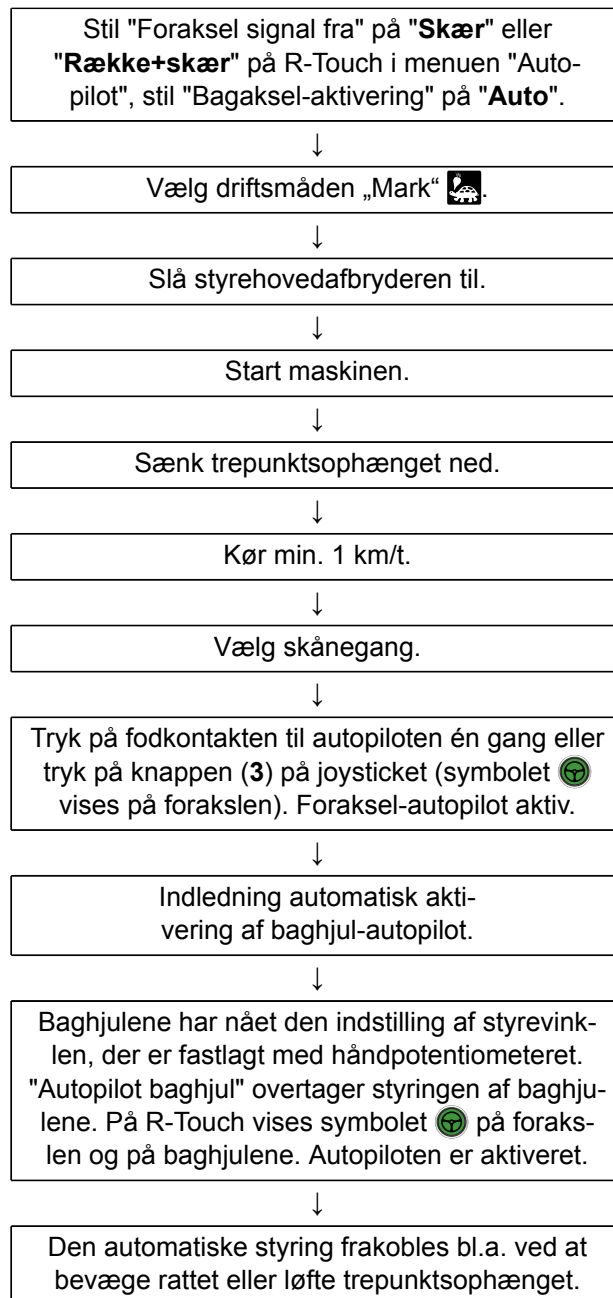 Stil "Foraksel signal fra" på "Skær" eller
"Række+skær" på R-Touch i menuen "Auto-
pilot", stil "Bagaksel-aktivering" på "Auto".
↓
Vælg driftsmåden „Mark“ .
↓
Slå styrehovedafbryderen til.
↓
Start maskinen.
↓
Sænk trepunktsophænget ned.
↓
Kør min. 1 km/t.
↓
Vælg skånegang.
↓
Tryk på fodkontakten til autopiloten én gang eller
tryk på knappen (3) på joysticket (symbolet
vises på forakslen). Foraksel-autopilot aktiv.
↓
Indledning automatisk akti-
vering af baghjul-autopilot.
↓
Baghjulene har nået den indstilling af styrevink-
len, der er fastlagt med håndpotentiometeret.
"Autopilot baghjul" overtager styringen af baghju-
lene. På R-Touch vises symbolet på foraks-
len og på baghjulene. Autopiloten er aktiveret.
↓
Den automatiske styring frakobles bl.a. ved at
bevæge rattet eller løfte trepunktsophænget.